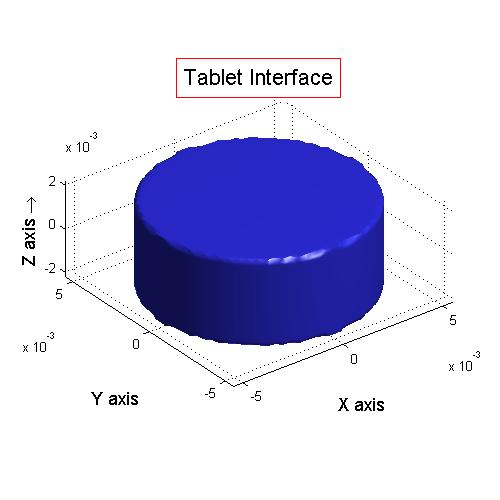 Tablet Interface
x 10⁻³
2
0
-2
Z axis →
5
0
-5
x 10⁻³
Y axis
-5
0
5
x 10⁻³
X axis